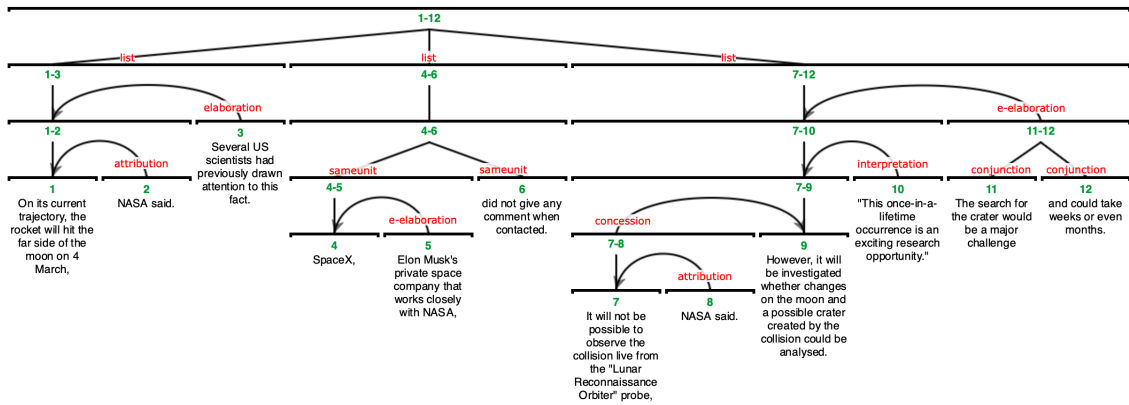 1-12
list
list
list
1-3
4-6
7-12
elaboration
e-elaboration
1-2
3
4-6
7-10
11-12
Several US
scientists had
previously drawn
attention to this
fact.
attribution
sameunit
sameunit
interpretation
conjunction
conjunction
1
2
4-5
6
7-9
10
11
12
On its current
trajectory, the
rocket will hit the
far side of the
moon on 4
March,
NASA said.
did not give any
comment when
contacted.
"This once-in-a-
lifetime
occurrence is an
exciting research
opportunity."
The search for
the crater would
be a major
challenge
and could take
weeks or even
months.
e-elaboration
concession
4
5
7-8
9
SpaceX,
Elon Musk's
private space
company that
works closely
with NASA,
However, it will
be investigated
whether changes
on the moon and
a possible crater
created by the
collision could be
analysed.
attribution
7
8
It will not be
possible to
observe the
collision live from
the "Lunar
Reconnaissance
Orbiter" probe,
NASA said.